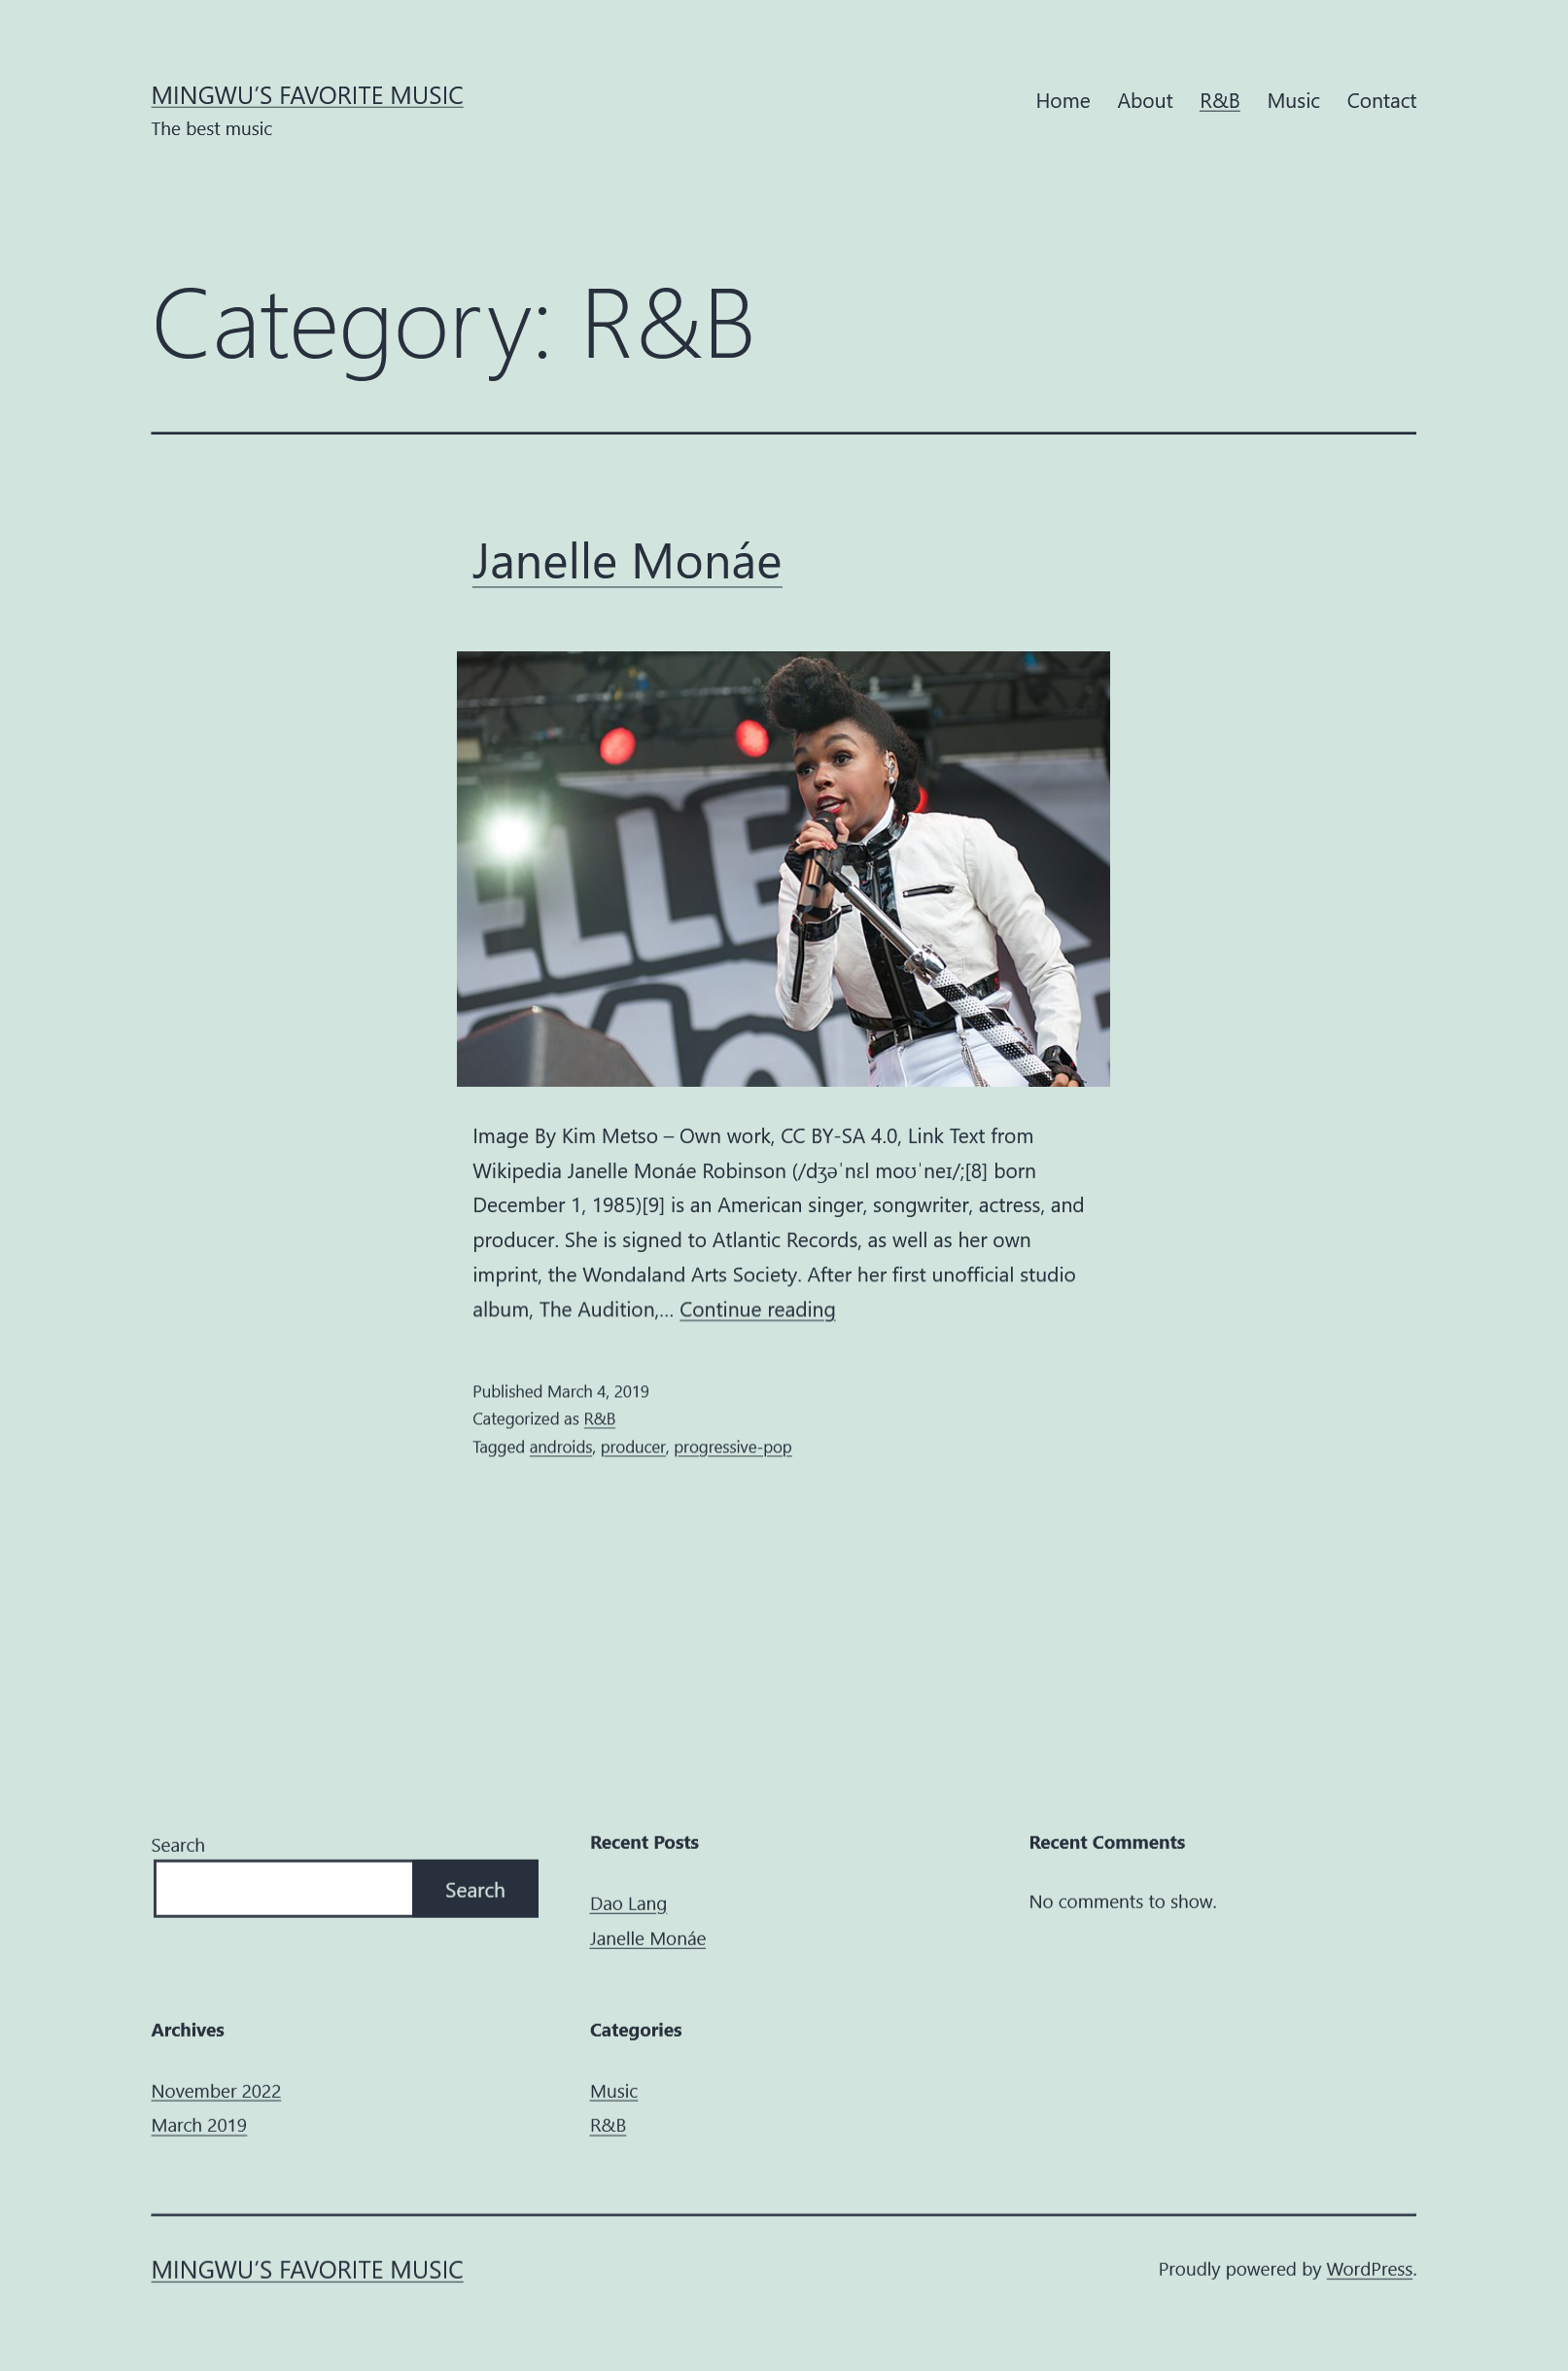 MINGWU’S FAVORITE MUSIC
The best music
Home About R&B Music Contact
Category: R&B
Janelle Monáe
ELLE
Image By Kim Metso – Own work, CC BY-SA 4.0, Link Text from
Wikipedia Janelle Monáe Robinson (/dʒəˈnɛl moʊˈneɪ/;[8] born
December 1, 1985)[9] is an American singer, songwriter, actress, and
producer. She is signed to Atlantic Records, as well as her own
imprint, the Wondaland Arts Society. After her first unofficial studio
album, The Audition,… Continue reading
Published March 4, 2019
Categorized as R&B
Tagged androids, producer, progressive-pop
Search
Search
Recent Posts
Dao Lang
Janelle Monáe
Recent Comments
No comments to show.
Archives
November 2022
March 2019
Categories
Music
R&B
MINGWU’S FAVORITE MUSIC
Proudly powered by WordPress.